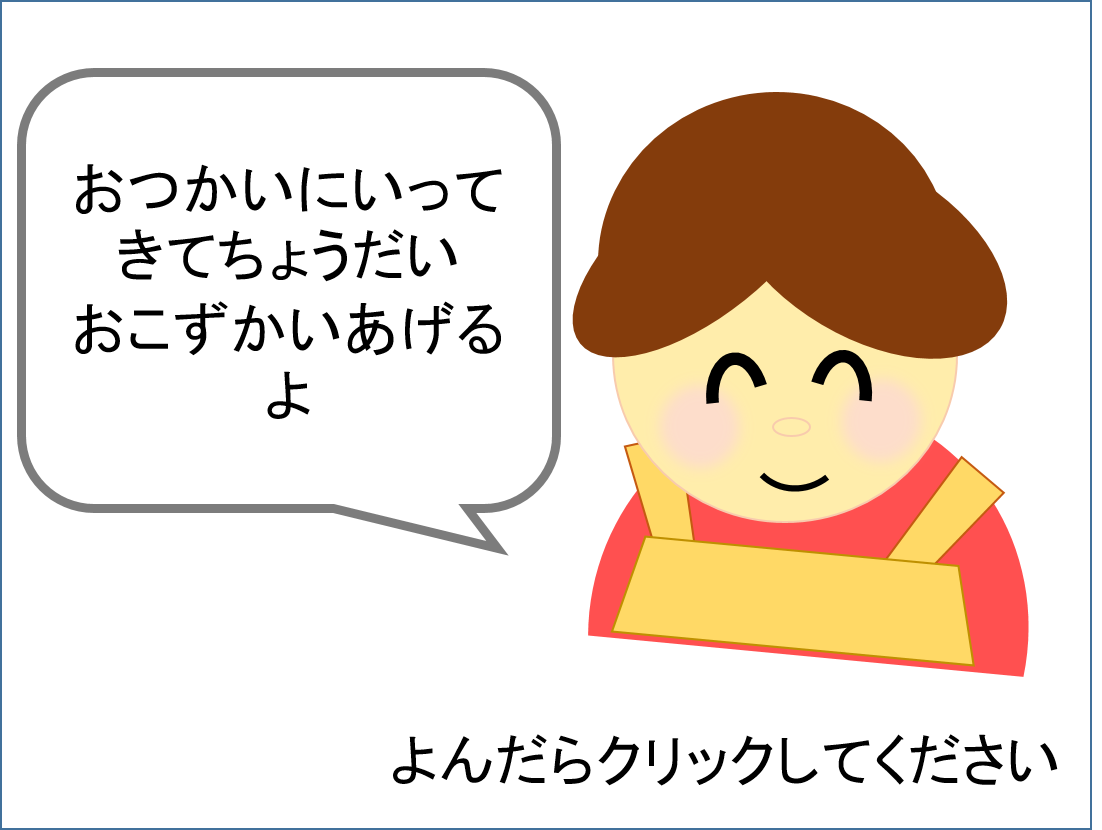 おつかいにいって
きてちょうだい
おこずかいあげる
よ
よんだらクリックしてください